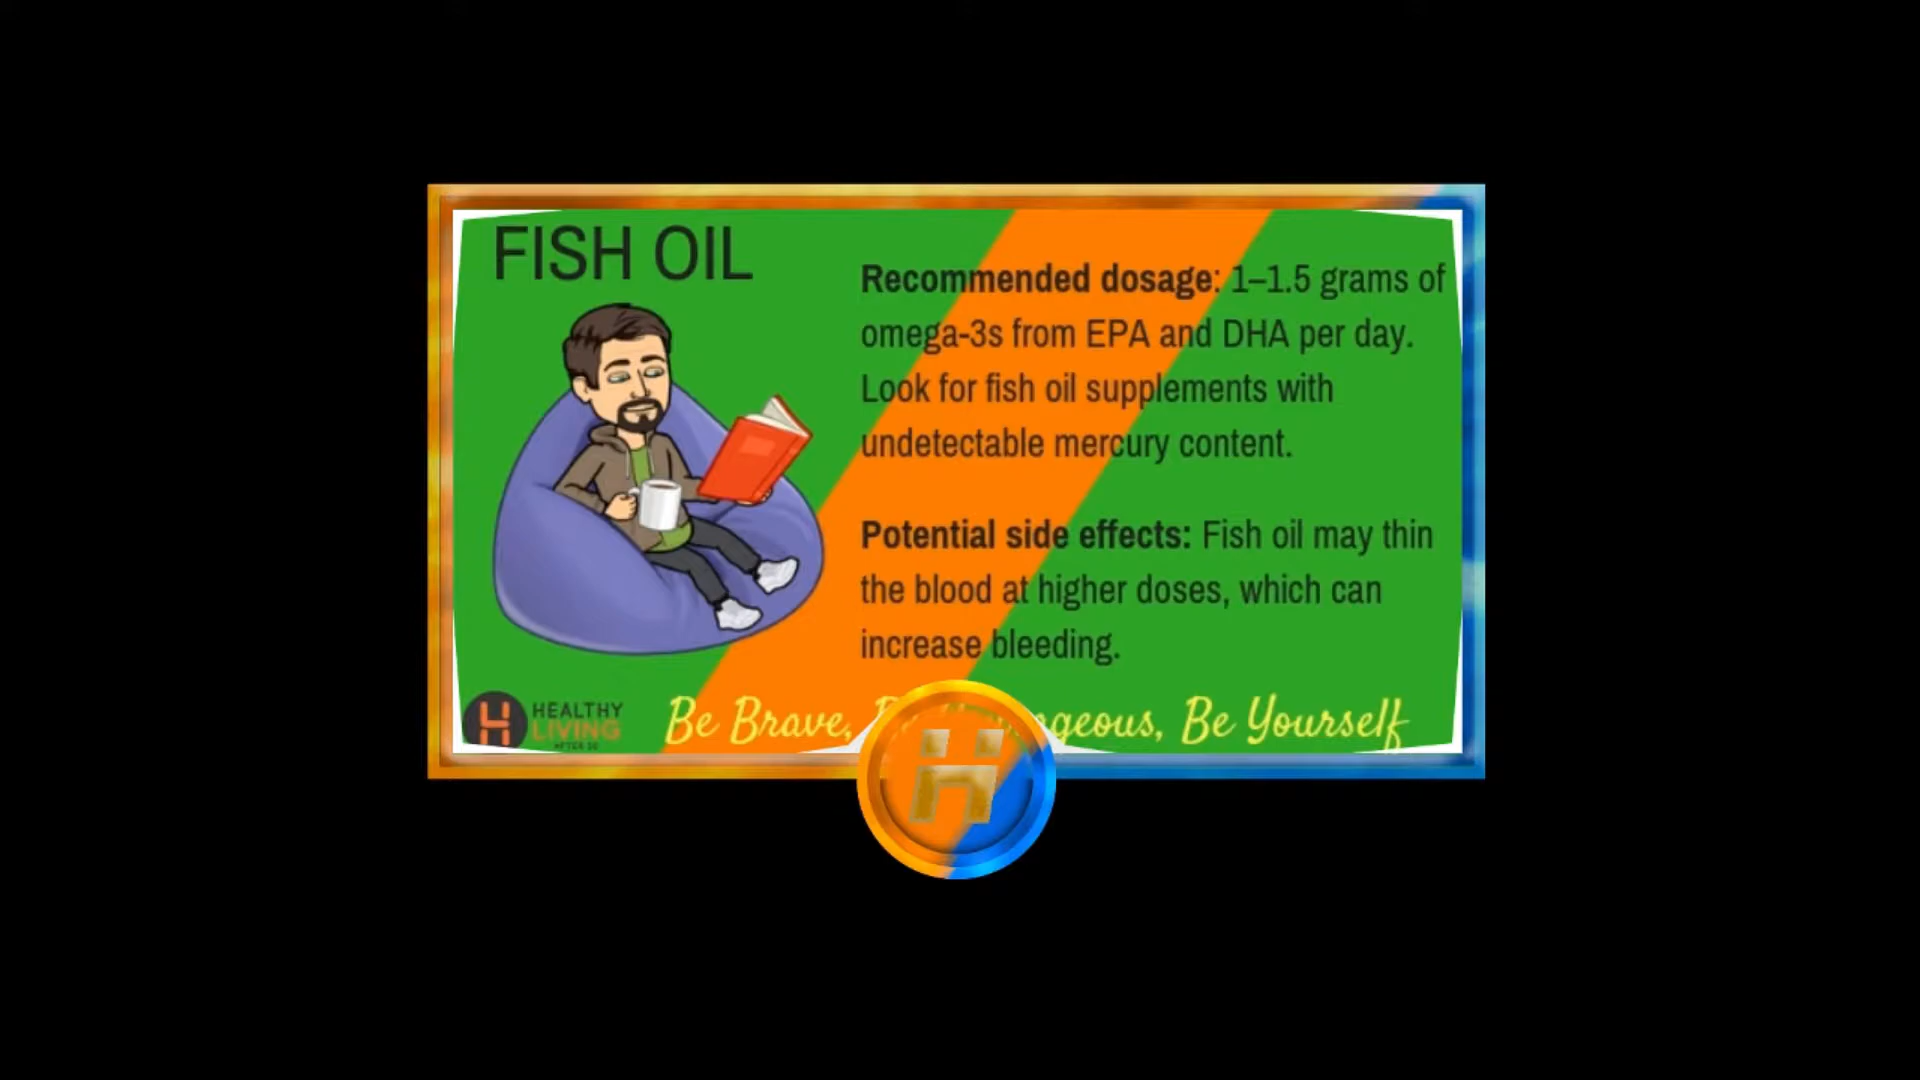 FISH OIL
Recommended dosage: 1–1.5 grams of
omega-3s from EPA and DHA per day.
Look for fish oil supplements with
undetectable mercury content.
Potential side effects: Fish oil may thin
the blood at higher doses, which can
increase bleeding.
HEALTHY
LIVING
Be Brave, geous, Be Yourself
H